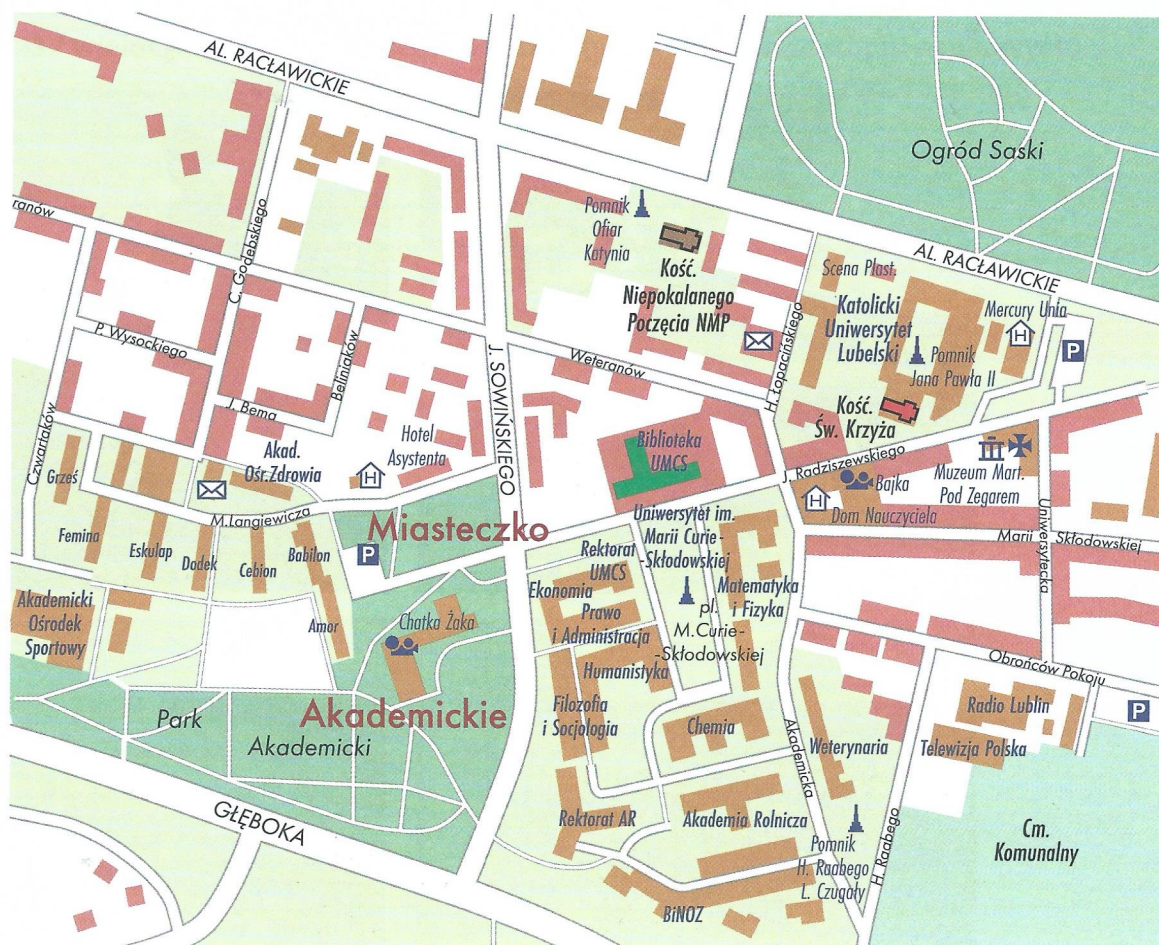 AL. RACŁAWICKIE
Ogród Saski
ranów
C. Godebskiego
Pomnik
Ofiar
Katynia
Kość.
Niepokalanego
Poczęcia NMP
AL. RACŁAWICKIE
Scena Plast.
Katolicki
Uniwersytet
Lubelski
Mercury Unia
H
P
Pomnik
Jana Pawła II
H. Łopacińskiego
P. Wysockiego
Beliniaków
J. SOWIŃSKIEGO
Weteranów
J. Bema
Kość.
Św. Krzyża
Czwartaków
Akad.
Ośr.Zdrowia
Hotel
Asystenta
H
Biblioteka
UMCS
J. Radziszewskiego
Bajka
Muzeum Mart.
Pod Zegarem
H
Dom Nauczyciela
Grześ
M.Langiewicza
Femina
Eskulap
Dodek
Cebion
Babilon
Amor
Miasteczko
P
Uniwersytet im.
Marii Curie-
Skłodowskiej
Marii
Skłodowskiej
Uniwersytecka
Rektorat
UMCS
Ekonomia
Prawo
i Administracja
Matematyka
i Fizyka
pl.
M.Curie-
-Skłodowskiej
Akademicki
Ośrodek
Sportowy
Chatka Żaka
Humanistyka
Obrońców Pokoju
Park
Akademicki
Akademickie
Filozofia
i Socjologia
Chemia
Akademicka
Weterynaria
Radio Lublin
P
Telewizja Polska
GŁĘBOKA
Rektorat AR
Akademia Rolnicza
Pomnik
H. Raabego
L. Czugały
H. Raabego
Cm.
Komunalny
BiNOZ